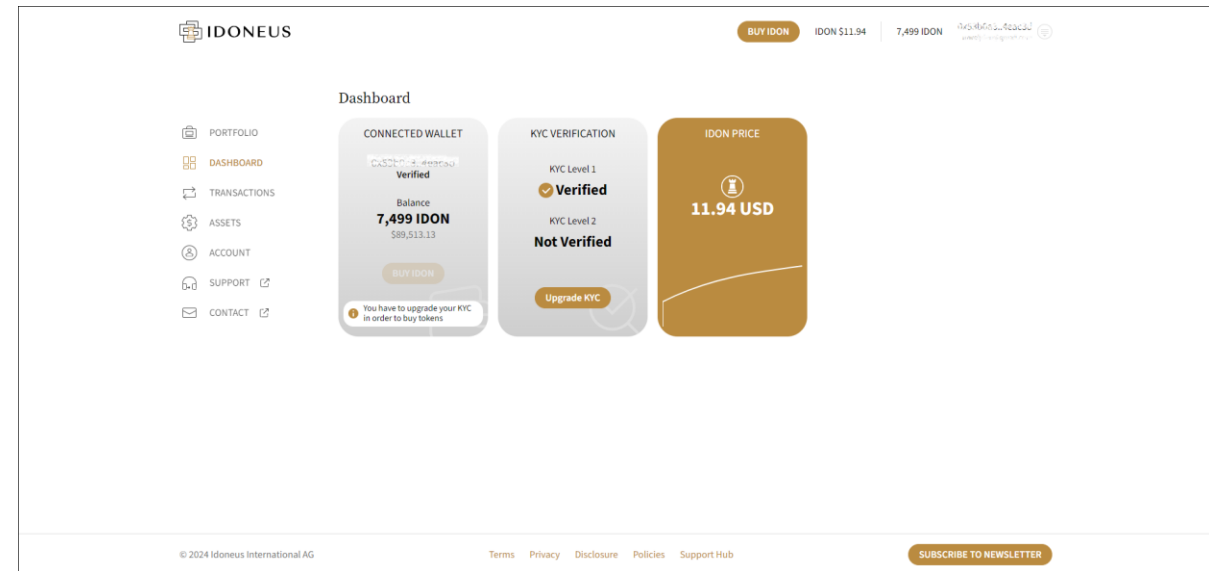 IDONEUS
BUY IDON
IDON $11.94
7,499 IDON
Dashboard
PORTFOLIO
DASHBOARD
TRANSACTIONS
ASSETS
ACCOUNT
SUPPORT
CONTACT
CONNECTED WALLET
Verified
Balance
7,499 IDON
$89,513.13
BUY IDON
You have to upgrade your KYC
in order to buy tokens
KYC VERIFICATION
KYC Level 1
Verified
KYC Level 2
Not Verified
Upgrade KYC
IDON PRICE
11.94 USD
© 2024 Idoneus International AG
Terms Privacy Disclosure Policies Support Hub
SUBSCRIBE TO NEWSLETTER